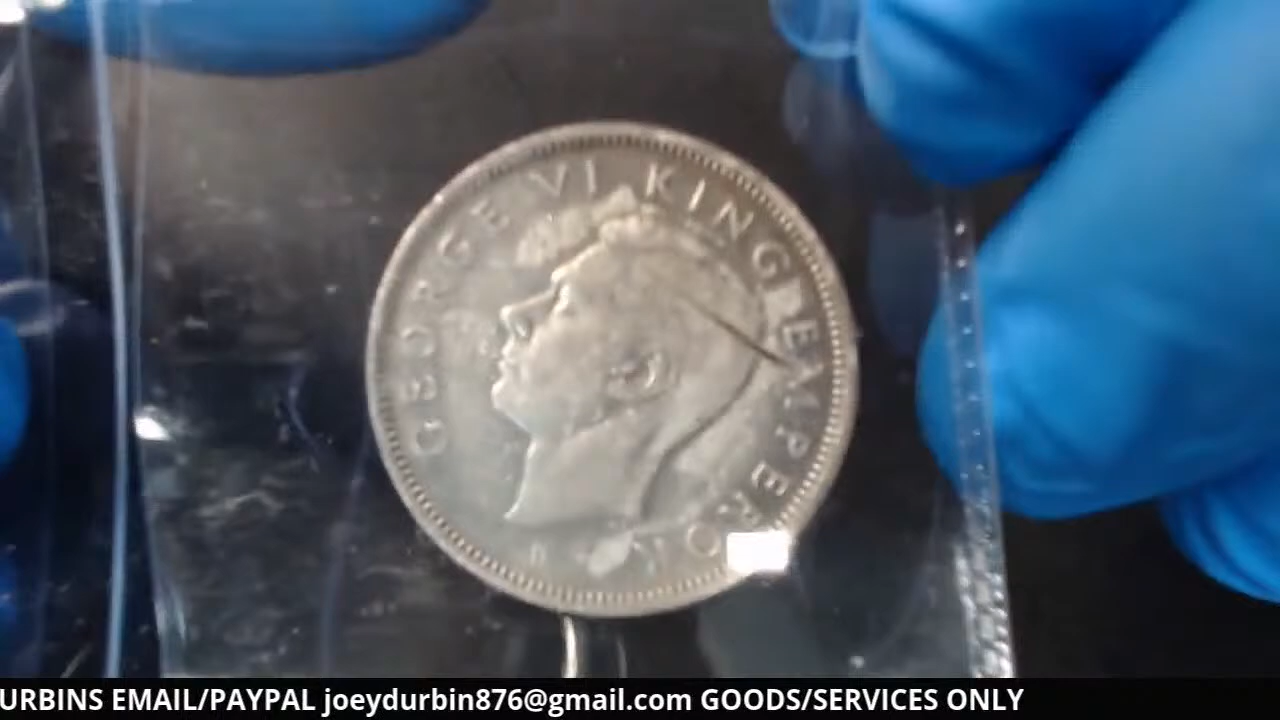 GEORGE VI KING EMPEROR
URBINS EMAIL/PAYPAL joeydurbin876@gmail.com GOODS/SERVICES ONLY